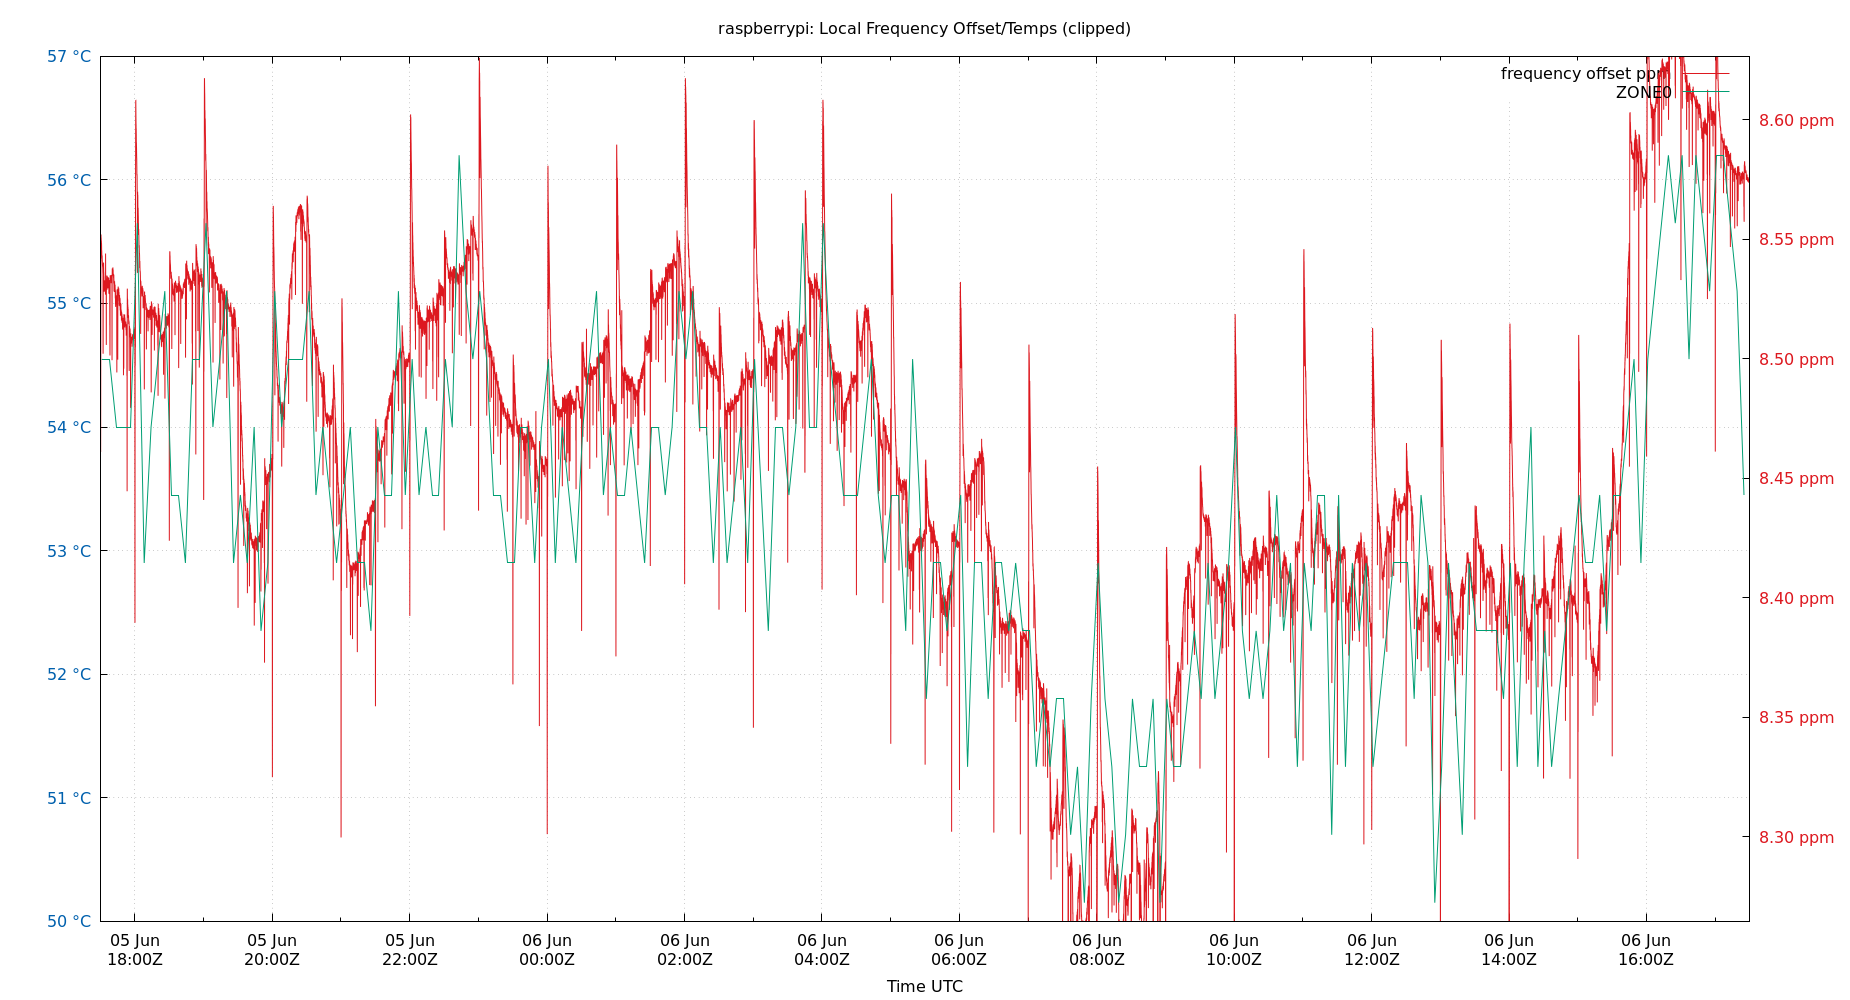 raspberrypi: Local Frequency Offset/Temps (clipped)
57 °C
56 °C
55 °C
54 °C
53 °C
52 °C
51 °C
50 °C
frequency offset
ZONE0
8.60 ppm
8.55 ppm
8.50 ppm
8.45 ppm
8.40 ppm
8.35 ppm
8.30 ppm
05 Jun
18:00Z
05 Jun
20:00Z
05 Jun
22:00Z
06 Jun
00:00Z
06 Jun
02:00Z
06 Jun
04:00Z
06 Jun
06:00Z
06 Jun
08:00Z
06 Jun
10:00Z
06 Jun
12:00Z
06 Jun
14:00Z
06 Jun
16:00Z
Time UTC